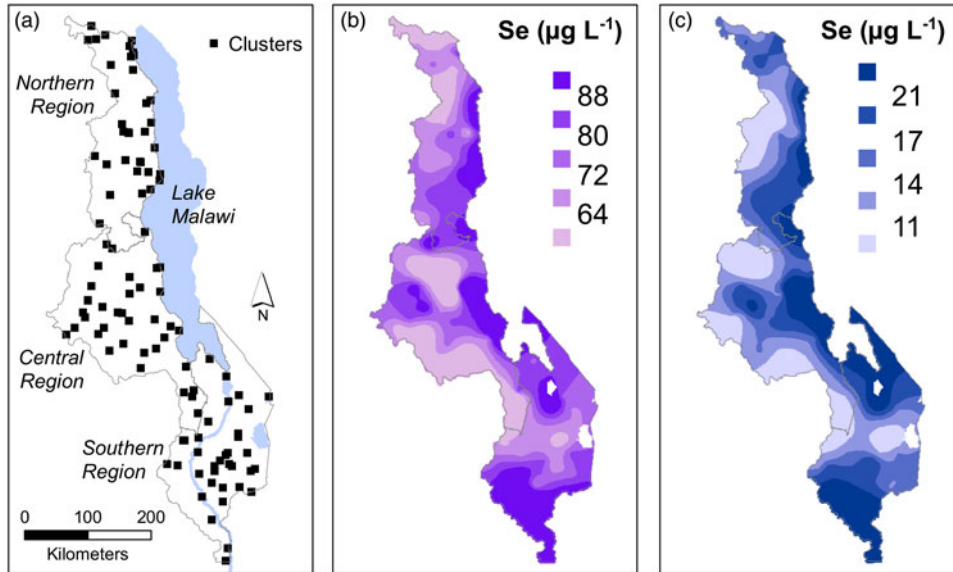 (a)
Clusters
Northern
Region
Lake
Malawi
N
Central
Region
Southern
Region
0 100 200
Kilometers
(b)
Se (µg L⁻¹)
88
80
72
64
(c)
Se (µg L⁻¹)
21
17
14
11